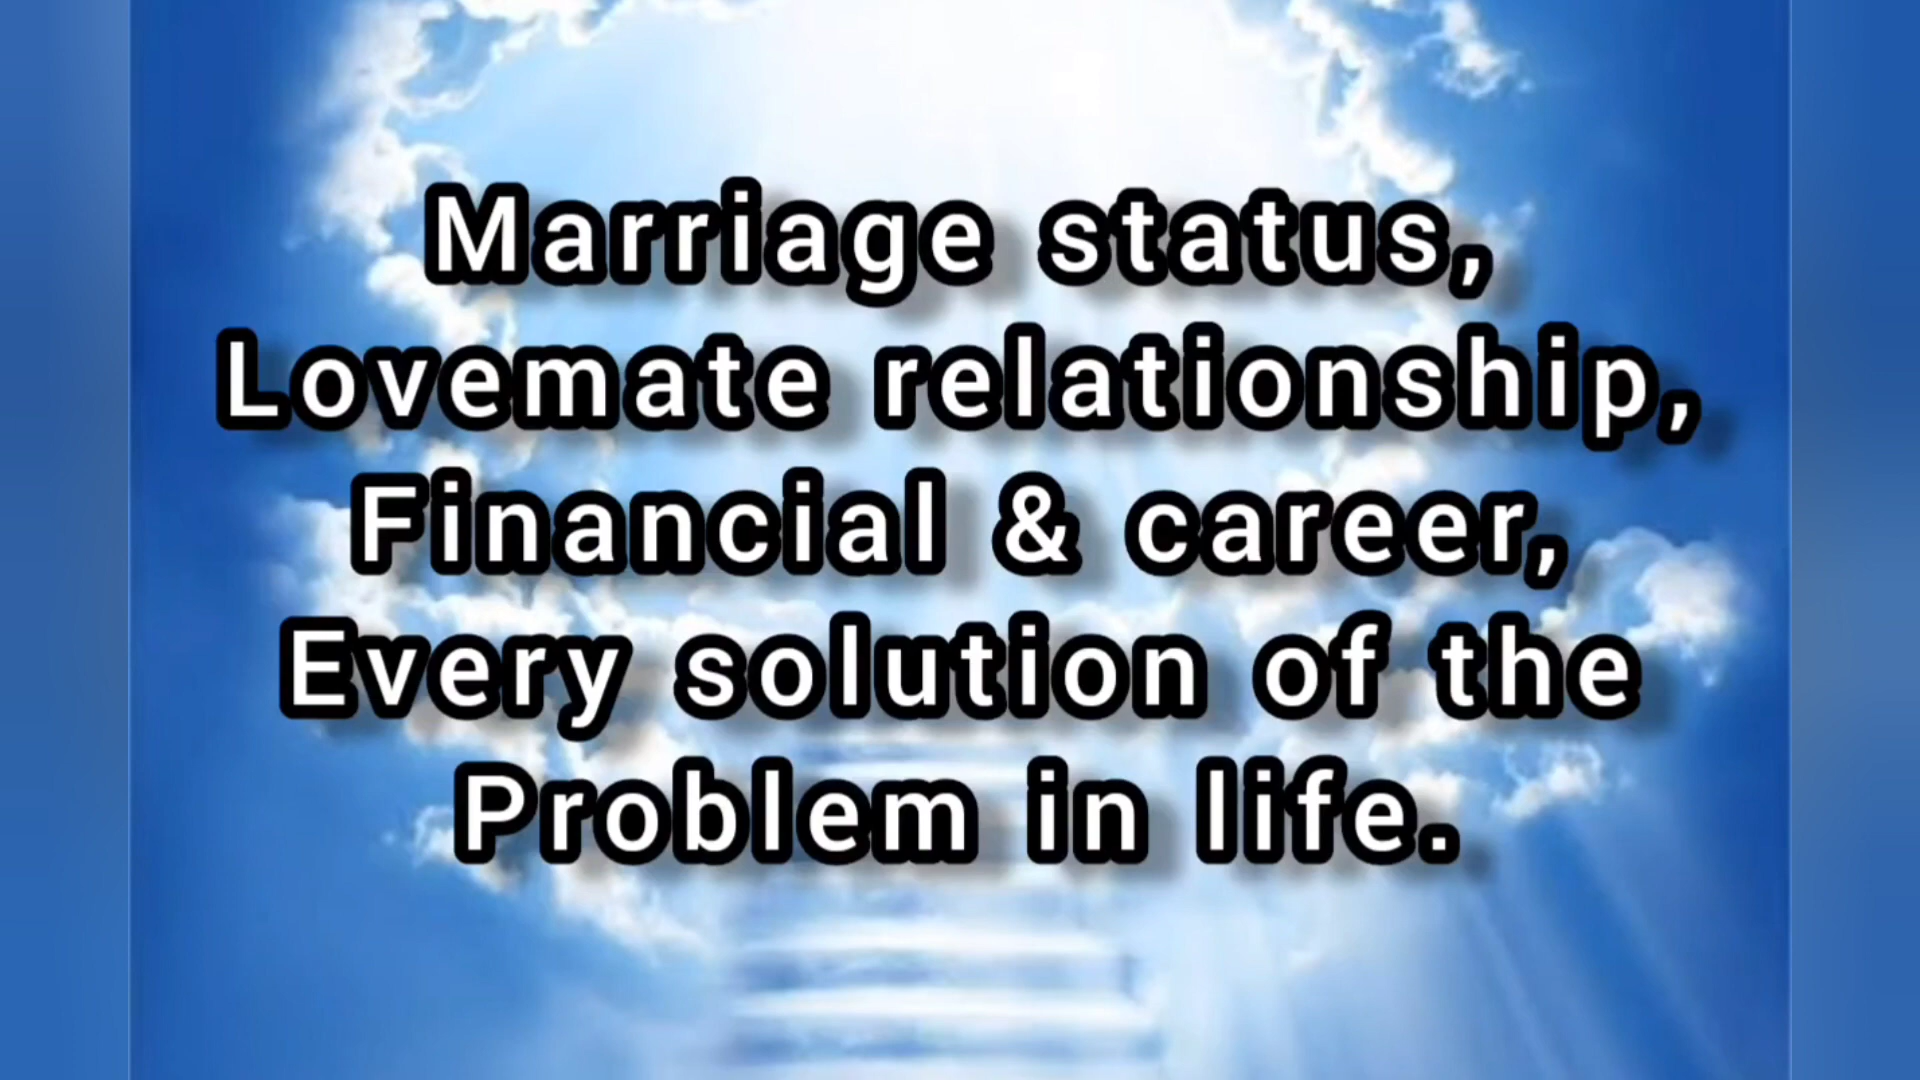 Marriage status,
Lovemate relationship,
Financial & career,
Every solution of the
Problem in life.